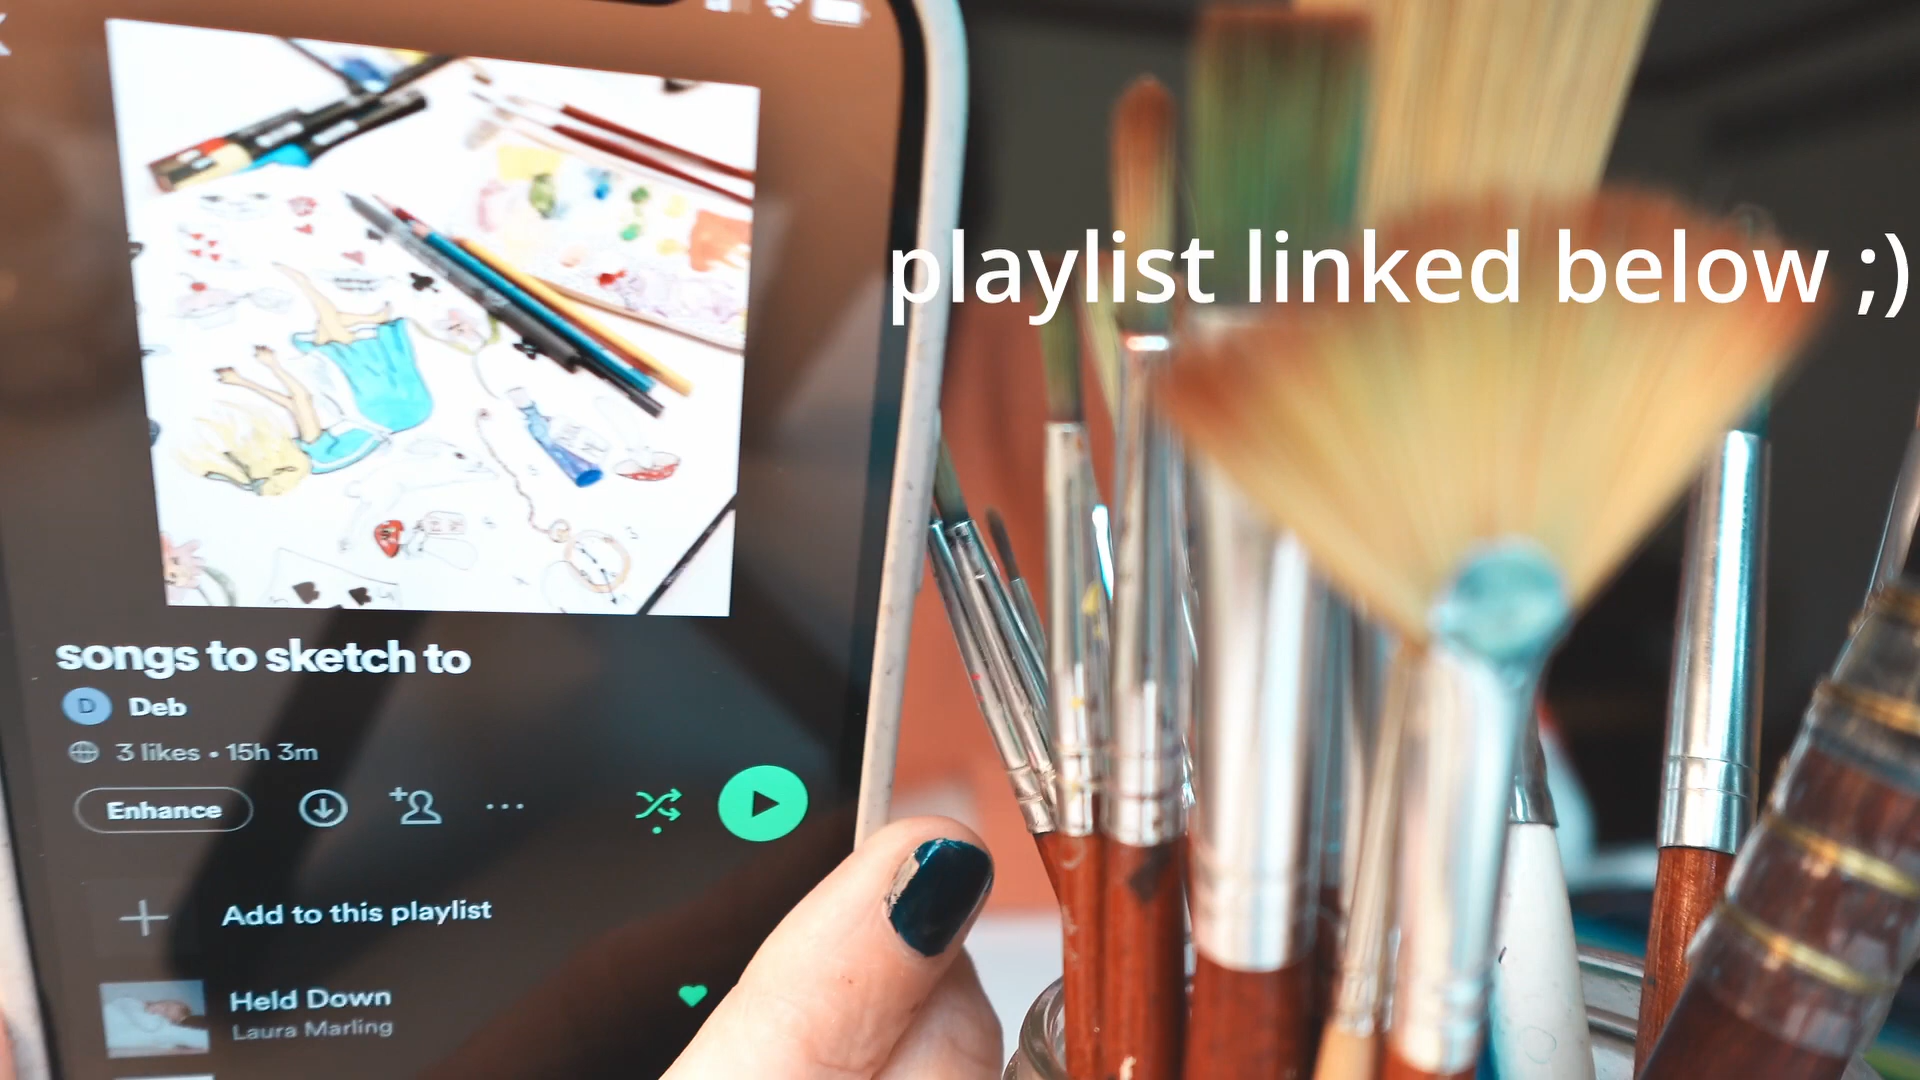 playlist linked below ;)
songs to sketch to
D Deb
3 likes • 15h 3m
Enhance
Add to this playlist
Held Down
Laura Marling